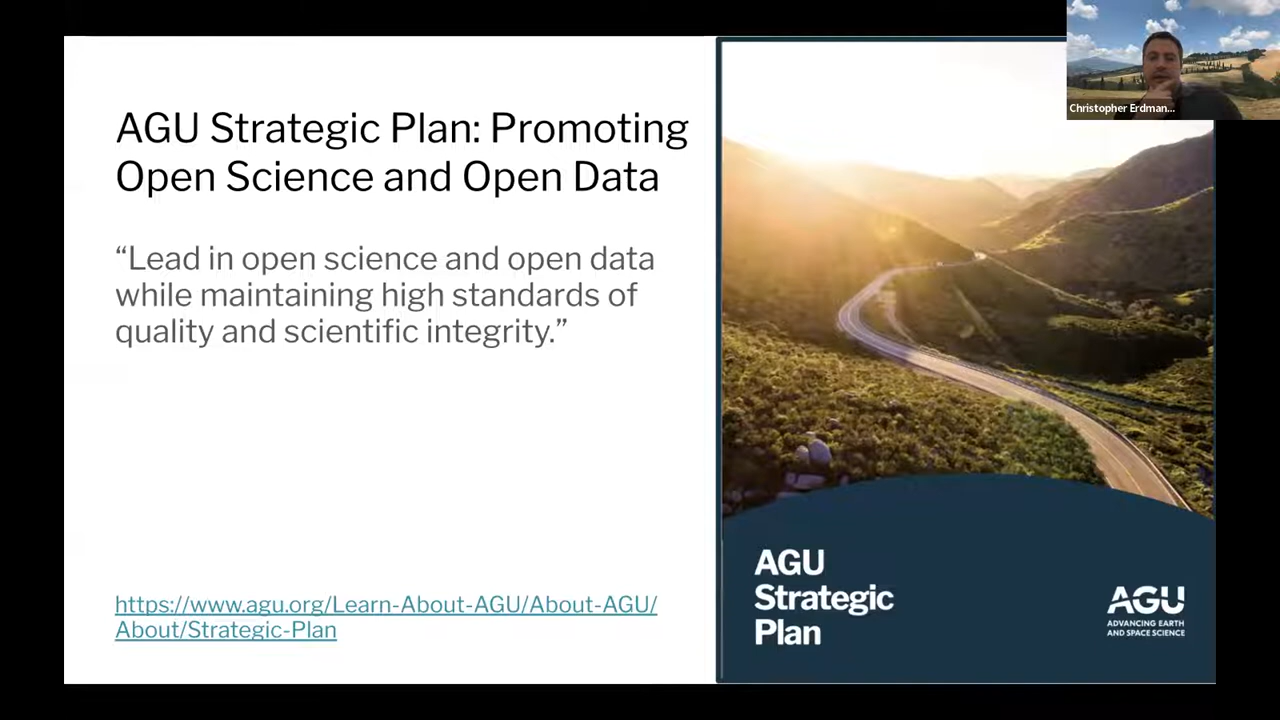 AGU Strategic Plan: Promoting
Open Science and Open Data
“Lead in open science and open data
while maintaining high standards of
quality and scientific integrity.”
https://www.agu.org/Learn-About-AGU/About-AGU/
About/Strategic-Plan
Christopher Erdman...
AGU
Strategic
Plan
AGU
ADVANCING EARTH
AND SPACE SCIENCE